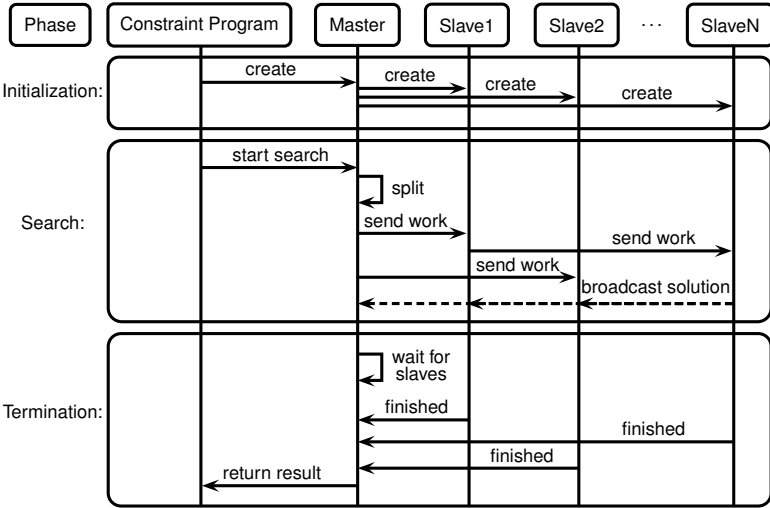 Phase
Constraint Program
Master
Slave1
Slave2
...
SlaveN
Initialization:
create
create
create
create
Search:
start search
split
send work
send work
send work
broadcast solution
Termination:
wait for
slaves
finished
finished
finished
return result